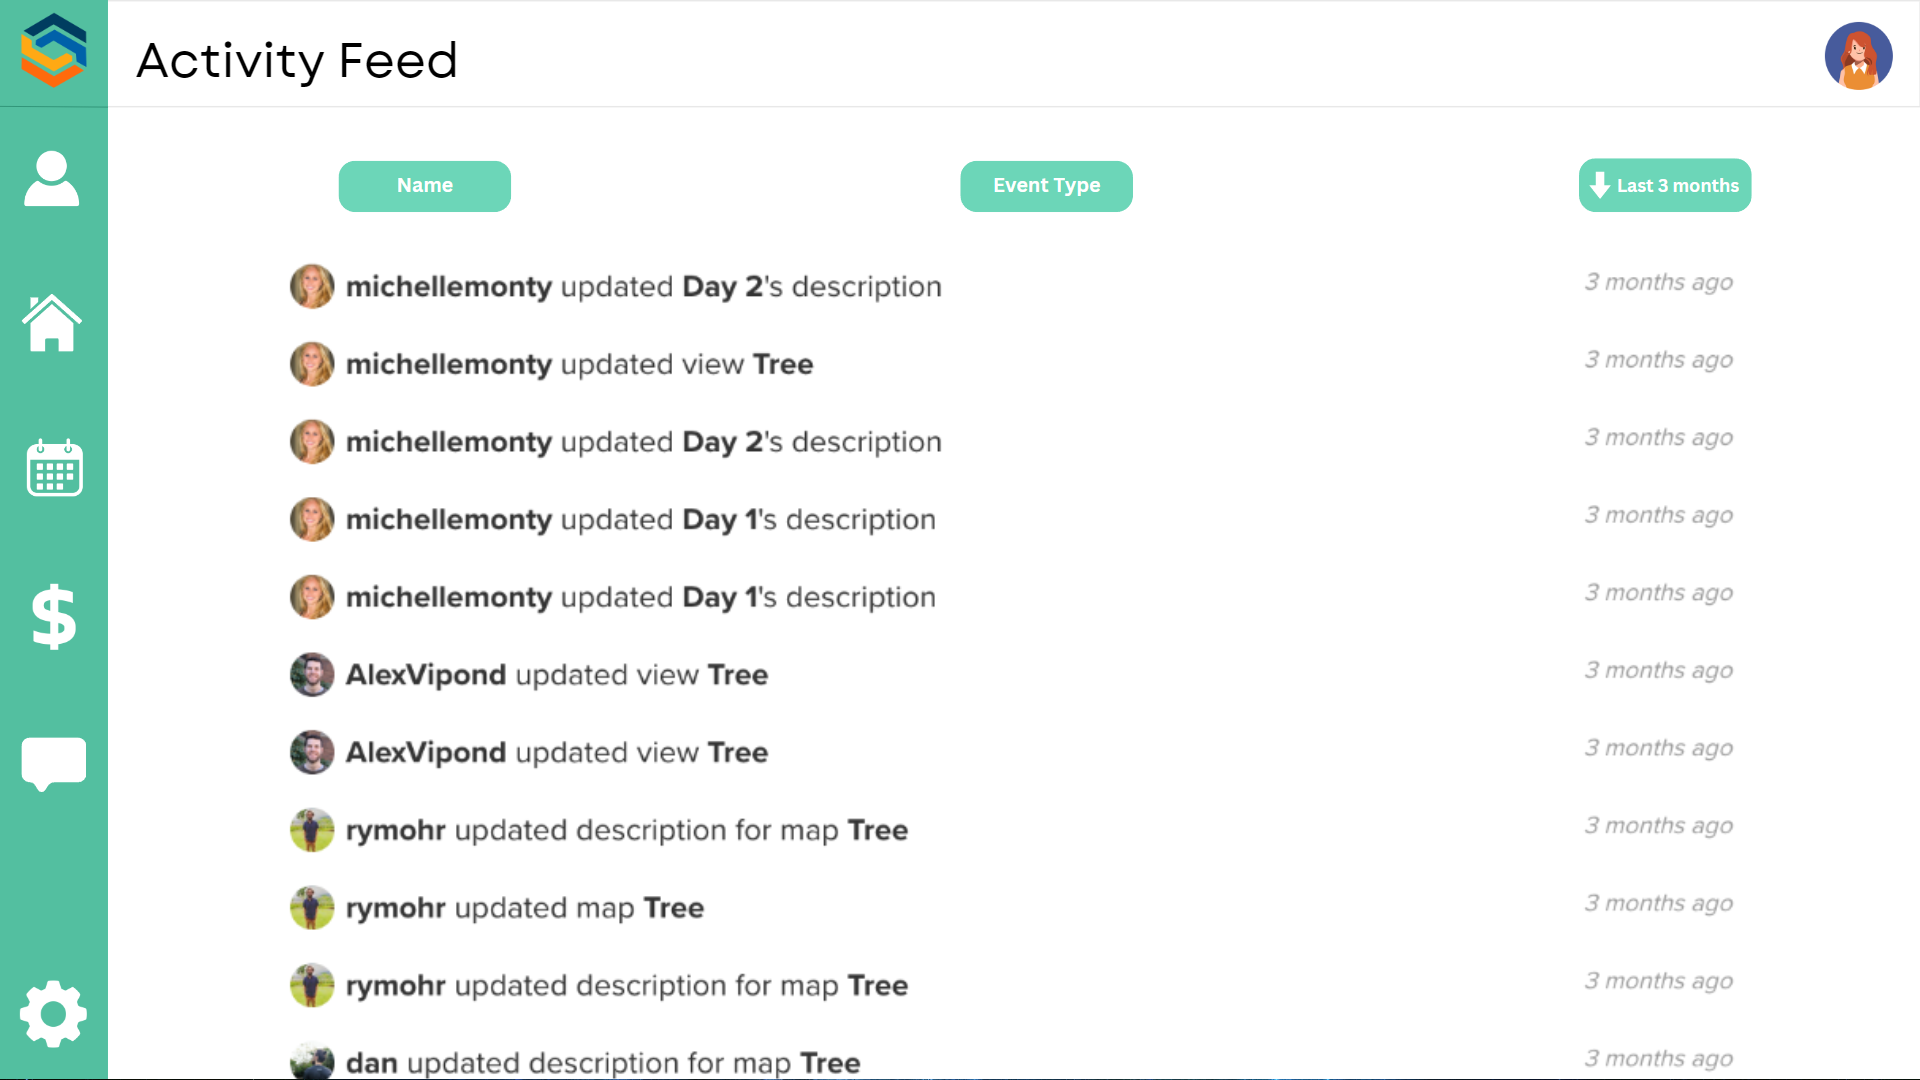 Activity Feed
Name
Event Type
Last 3 months
michellemonty updated Day 2's description
3 months ago
michellemonty updated view Tree
3 months ago
michellemonty updated Day 2's description
3 months ago
michellemonty updated Day 1's description
3 months ago
michellemonty updated Day 1's description
3 months ago
AlexVipond updated view Tree
3 months ago
AlexVipond updated view Tree
3 months ago
rymohr updated description for map Tree
3 months ago
rymohr updated map Tree
3 months ago
rymohr updated description for map Tree
3 months ago
dan updated description for map Tree
3 months ago